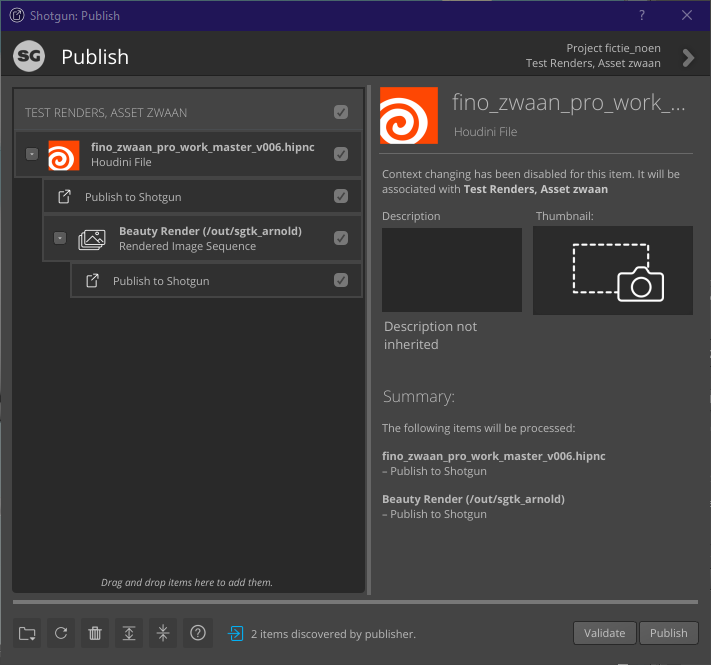 Shotgun: Publish
?
SG
Publish
Project fictie_noen
Test Renders, Asset zwaan
TEST RENDERS, ASSET ZWAAN
fino_zwaan_pro_work_master_v006.hipnc
Houdini File
Publish to Shotgun
Beauty Render (/out/sgtk_arnold)
Rendered Image Sequence
Publish to Shotgun
Drag and drop items here to add them.
fino_zwaan_pro_work_...
Houdini File
Context changing has been disabled for this item. It will be
associated with Test Renders, Asset zwaan
Description
Thumbnail:
Description not
inherited
Summary:
The following items will be processed:
fino_zwaan_pro_work_master_v006.hipnc
– Publish to Shotgun
Beauty Render (/out/sgtk_arnold)
– Publish to Shotgun
?
2 items discovered by publisher.
Validate
Publish